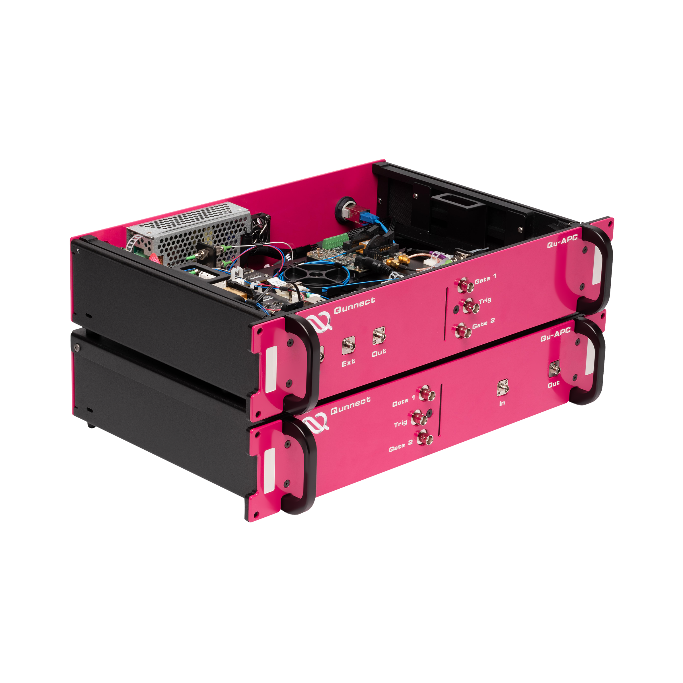 Qu-APC
Qunnect
Gate 1
Trig
Gate 2
Ext
Out
Qu-APC
Qunnect
Gate 1
Trig
Gate 2
In
Out